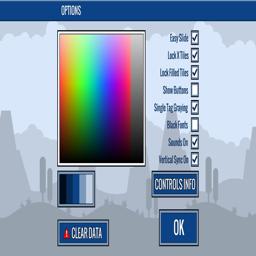 OPTIONS
Easy Slide
Lock X Tiles
Lock Filled Tiles
Show Buttons
Single Tag Graying
Black Fonts
Sounds On
Vertical Sync On
CONTROLS INFO
CLEAR DATA
OK